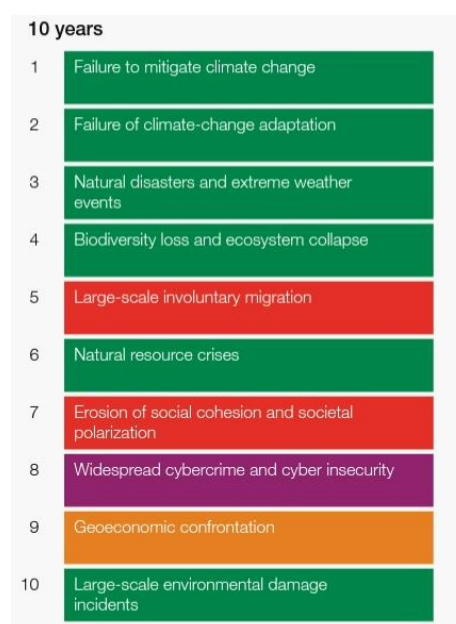 10 years
1 Failure to mitigate climate change
2 Failure of climate-change adaptation
3 Natural disasters and extreme weather
events
4 Biodiversity loss and ecosystem collapse
5 Large-scale involuntary migration
6 Natural resource crises
7 Erosion of social cohesion and societal
polarization
8 Widespread cybercrime and cyber insecurity
9 Geoeconomic confrontation
10 Large-scale environmental damage
incidents